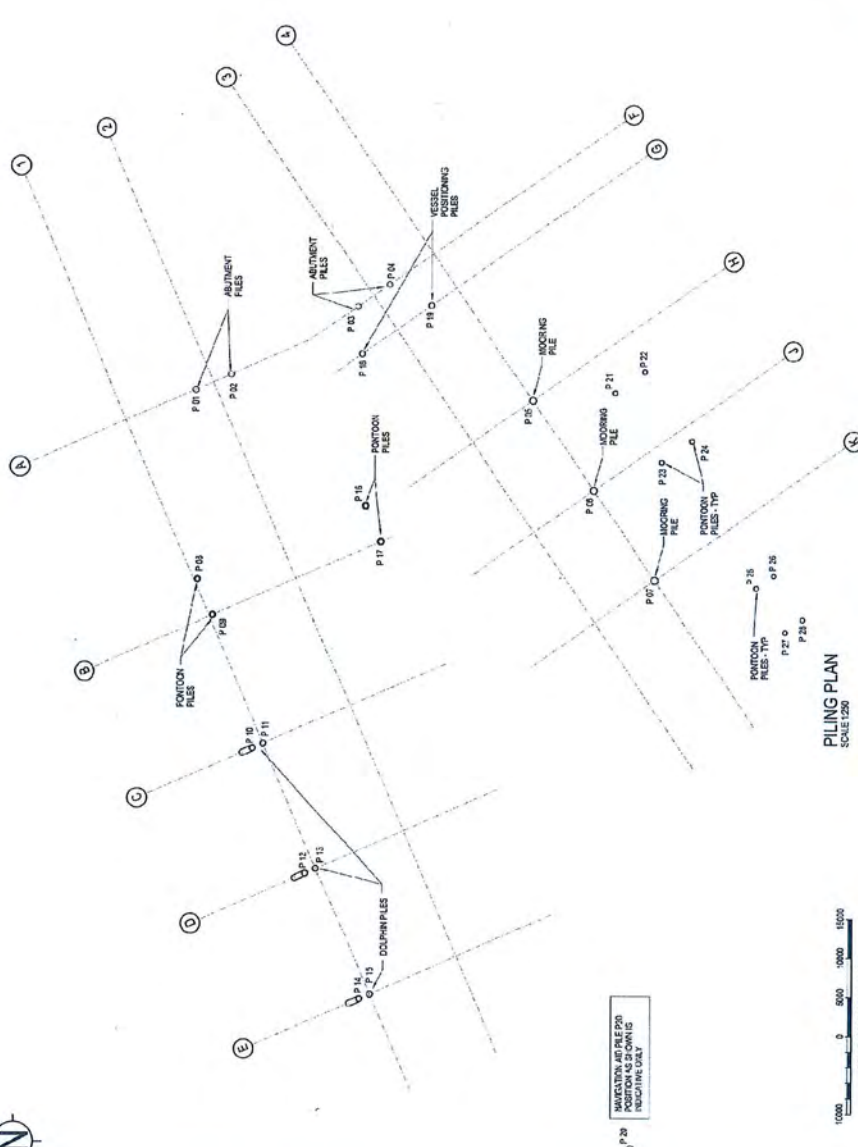 1
2
3
4
A
B
C
D
E
F
G
H
J
K
ABUTMENT
PILES
P 01
P 02
ABUTMENT
PILES
P 03
P 04
VESSEL
POSITIONING
PILES
P 18
P 19
PONTOON
PILES
P 08
P 09
PONTOON
PILES
P 16
P 17
P 10
P 11
P 12
P 13
P 14
P 15
DOLPHIN PILES
MOORING
PILE
P 05
MOORING
PILE
P 06
MOORING
PILE
P 07
P 21
P 22
P 23
P 24
PONTOON
PILES - TYP
P 25
P 26
PONTOON
PILES - TYP
P 27
P 28
P 20
NAVIGATION AID PILE P20
POSITION AS SHOWN IS
INDICATIVE ONLY
N
PILING PLAN
SCALE 1:250
10000 0 5000 10000 15000